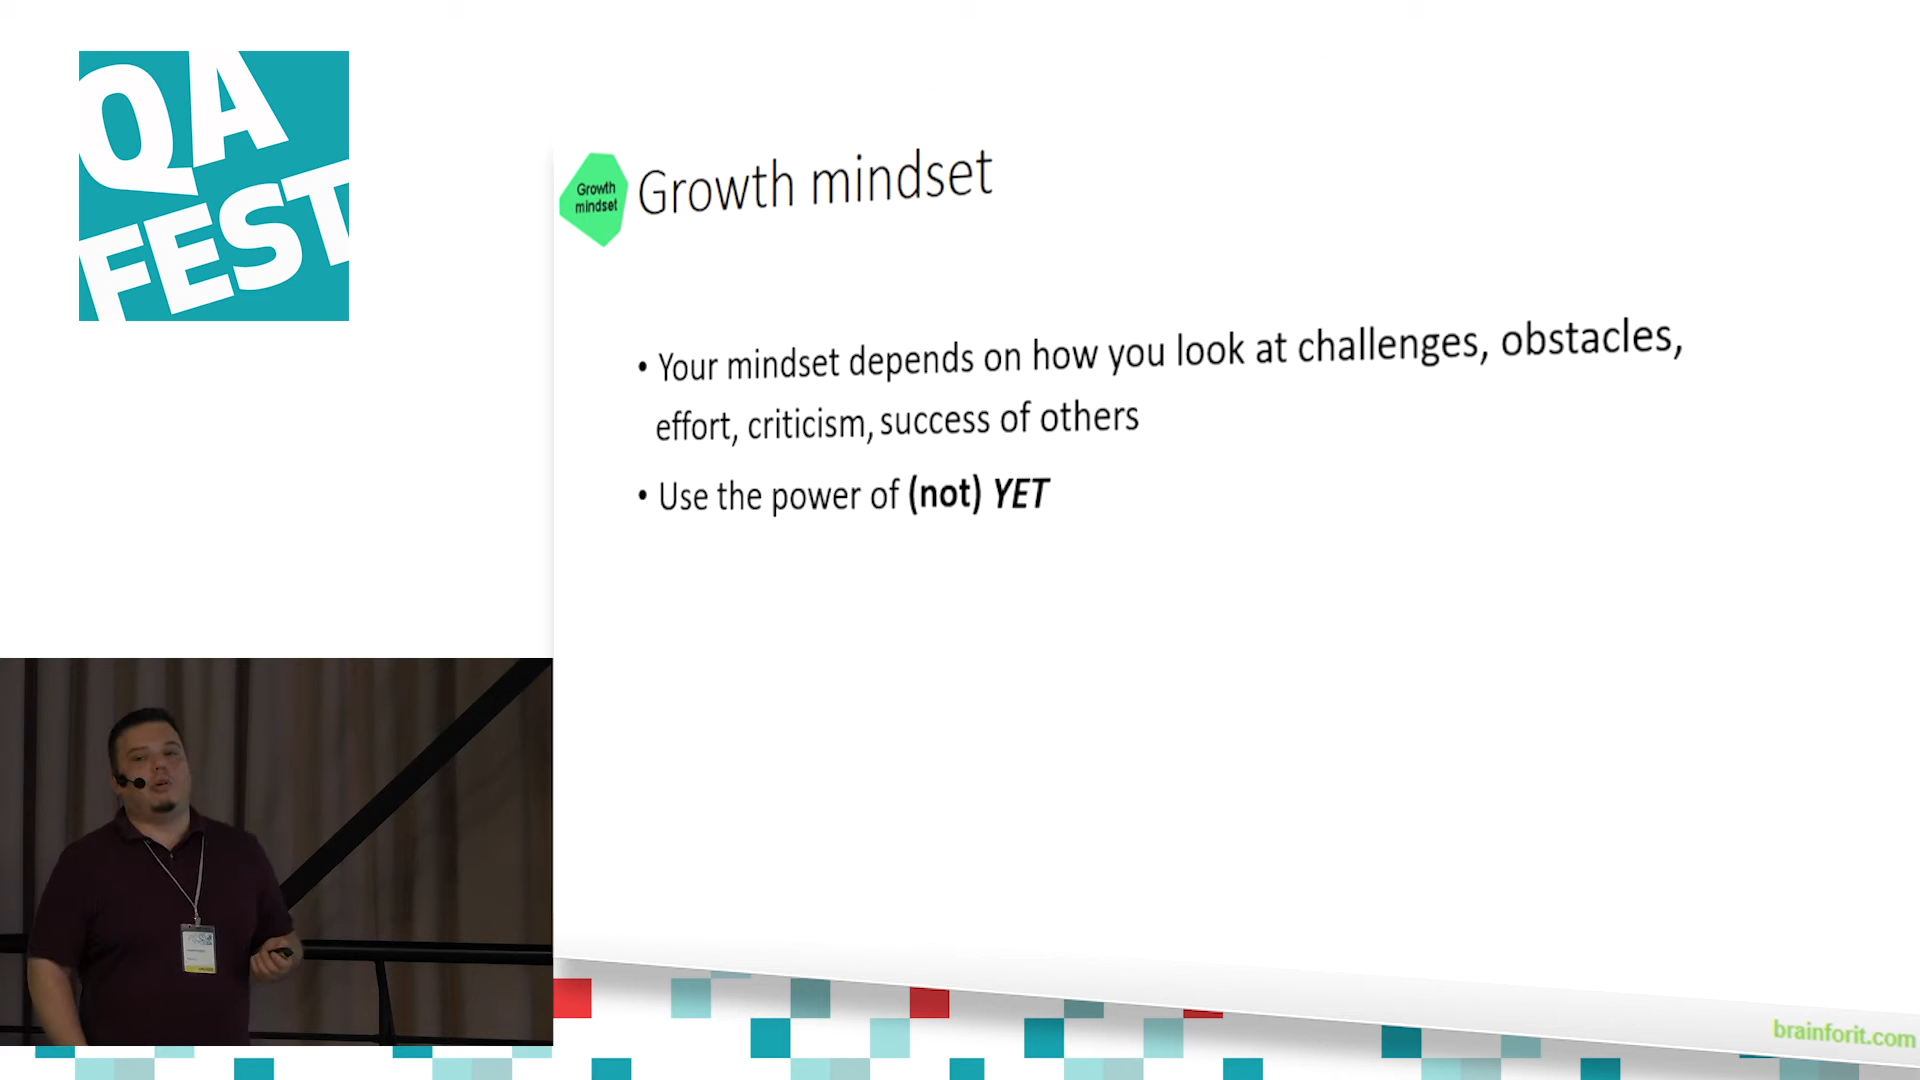 QA
FEST
Growth
mindset
Growth mindset
• Your mindset depends on how you look at challenges, obstacles,
effort, criticism, success of others
• Use the power of (not) YET
brainforit.com